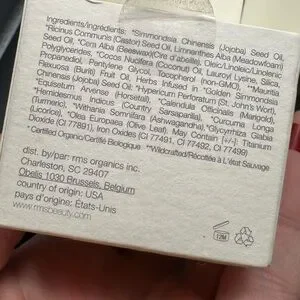 Ingredients/Ingredients: *Simmondsia Chinensis (Jojoba) Seed Oil,
*Ricinus Communis (Castor) Seed Oil, Limnanthes Alba (Meadowfoam)
Seed Oil, *Cera Alba (Beeswax/Cire d'abeille), Oleic/Linoleic/Linolenic
Polyglycerides, *Cocos Nucifera (Coconut) Oil, Lauroyl Lysine, Silica,
Propanediol, Pentylene Glycol, Tocopherol (non-GMO), **Mauritia
Flexuosa (Buriti) Fruit Oil, Herbs Infused in *Golden Simmondsia
Chinensis (Jojoba) Seed Oil: *Hypericum Perforatum (St. John's Wort),
*Equisetum Arvense (Horsetail), *Calendula Officinalis (Marigold),
*Hemidesmus Indicus (Country Sarsaparilla), *Curcuma Longa
(Turmeric), *Withania Somnifera (Ashwagandha), *Glycyrrhiza Glabra
(Licorice), *Olea Europaea (Olive Leaf). May Contain [+/-]: Titanium
Dioxide (CI 77891), Iron Oxides (CI 77491, CI 77492, CI 77499)
*Certified Organic/Certifié Biologique **Wildcrafted/Récolté à L'état Sauvage
dist. by/par: rms organics inc.
Charleston, SC 29407
Obelis 1030 Brussels, Belgium
country of origin: USA
pays d'origine: États-Unis
www.rmsbeauty.com
12M